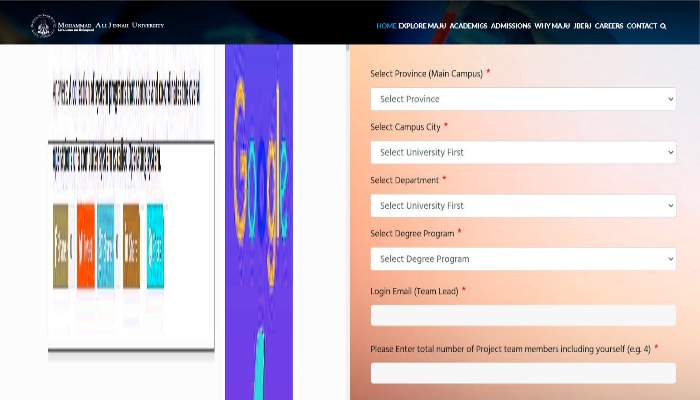 MOHAMMAD ALI JINNAH UNIVERSITY
HOME EXPLORE MAJU ACADEMICS ADMISSIONS WHY MAJU JBERJ CAREERS CONTACT
Google
Select Province (Main Campus) *
Select Province
Select Campus City *
Select University First
Select Department *
Select University First
Select Degree Program *
Select Degree Program
Login Email (Team Lead) *
Please Enter total number of Project team members including yourself (e.g. 4) *